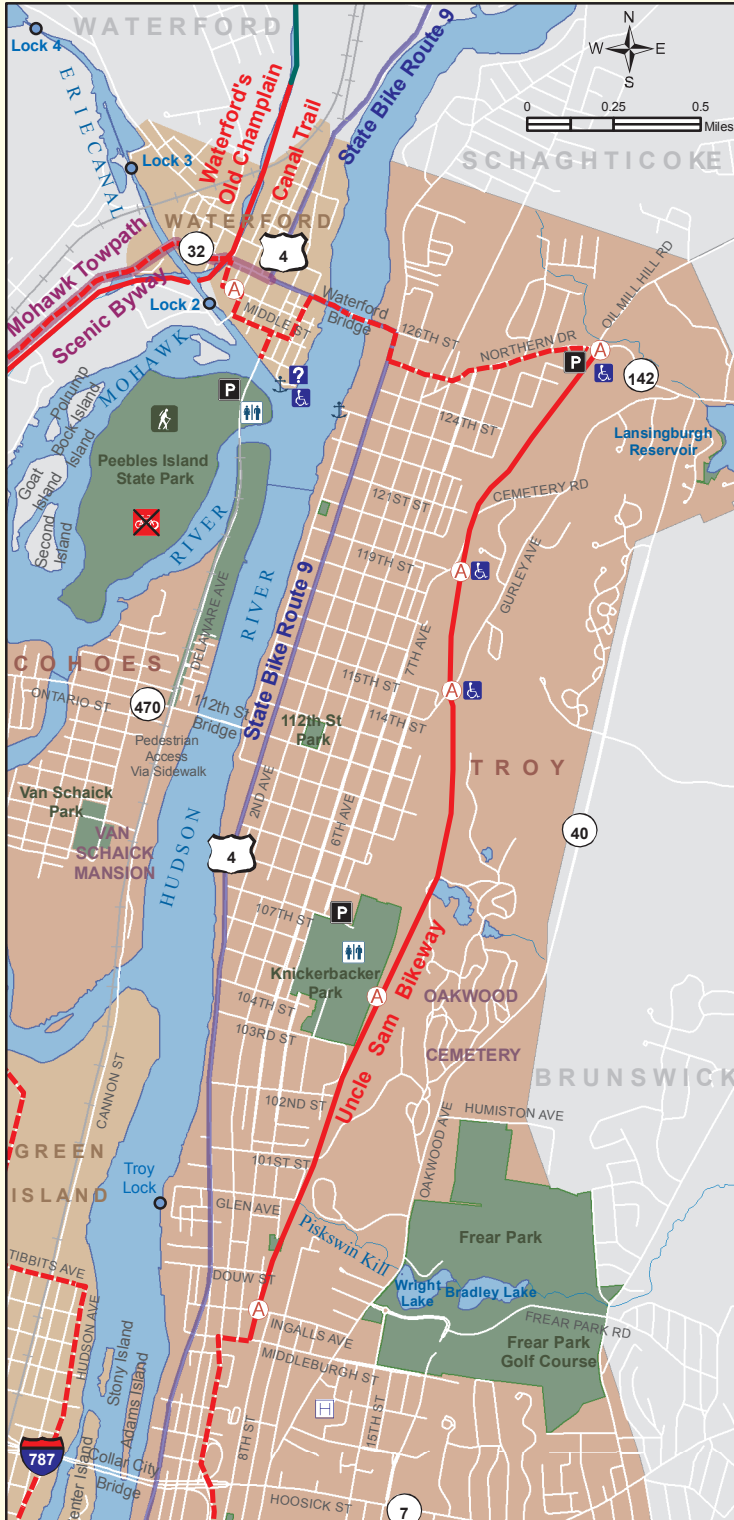 WATERFORD
Lock 4
ERIE CANAL
Lock 3
Waterford's
Old Champlain
Canal Trail
State Bike Route 9
N
W
E
S
0
0.25
0.5
Miles
SCHAGHTICOKE
WATERFORD
32
4
Mohawk Towpath
Scenic Byway
Lock 2
A
MIDDLE ST
Waterford
Bridge
126TH ST
NORTHERN DR
OIL MILL HILL RD
A
P
142
MOHAWK
Polrump
Bock Island
Goat
Island
Second
Island
P
?
124TH ST
Lansingburgh
Reservoir
Peebles Island
State Park
RIVER
121ST ST
CEMETERY RD
119TH ST
A
GURLEY AVE
RIVER
State Bike Route 9
DELAWARE AVE
7TH AVE
COHOES
ONTARIO ST
470
112th St
Bridge
115TH ST
114TH ST
A
112th St
Park
Pedestrian
Access
Via Sidewalk
TROY
Van Schaick
Park
VAN
SCHAICK
MANSION
HUDSON
2ND AVE
6TH AVE
4
40
107TH ST
P
Knickerbacker
Park
A
Uncle Sam Bikeway
OAKWOOD
CEMETERY
104TH ST
103RD ST
CANNON ST
102ND ST
BRUNSWICK
GREEN
ISLAND
OAKWOOD AVE
HUMISTON AVE
101ST ST
Troy
Lock
GLEN AVE
Piskswin Kill
Frear Park
TIBBITS AVE
DOUW ST
Wright
Lake
Bradley Lake
A
INGALLS AVE
FREAR PARK RD
HUDSON AVE
MIDDLEBURGH ST
Frear Park
Golf Course
Stony Island
Adams Island
H
8TH ST
15TH ST
787
Collar City
Bridge
enter Island
HOOSICK ST
7